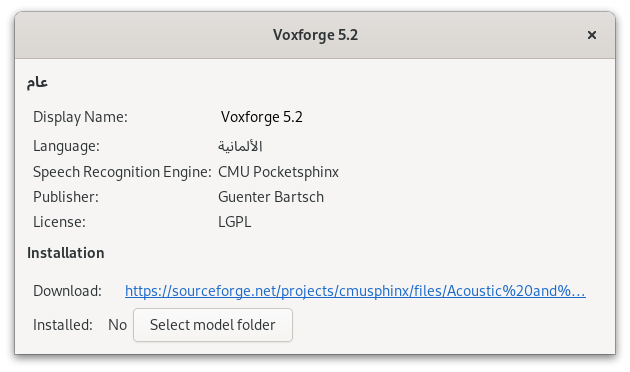 Voxforge 5.2
عام
Display Name: Voxforge 5.2
Language: الألمانية
Speech Recognition Engine: CMU Pocketsphinx
Publisher: Guenter Bartsch
License: LGPL
Installation
Download: https://sourceforge.net/projects/cmusphinx/files/Acoustic%20and%...
Installed: No Select model folder